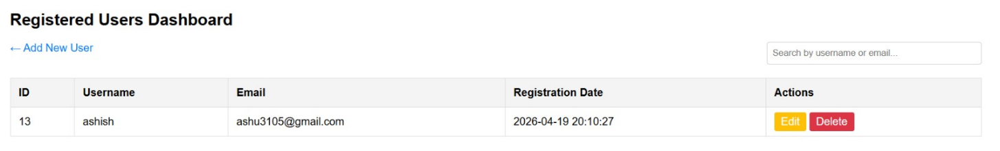 Registered Users Dashboard
← Add New User
Search by username or email...
ID Username Email Registration Date Actions
13 ashish ashu3105@gmail.com 2026-04-19 20:10:27 Edit Delete